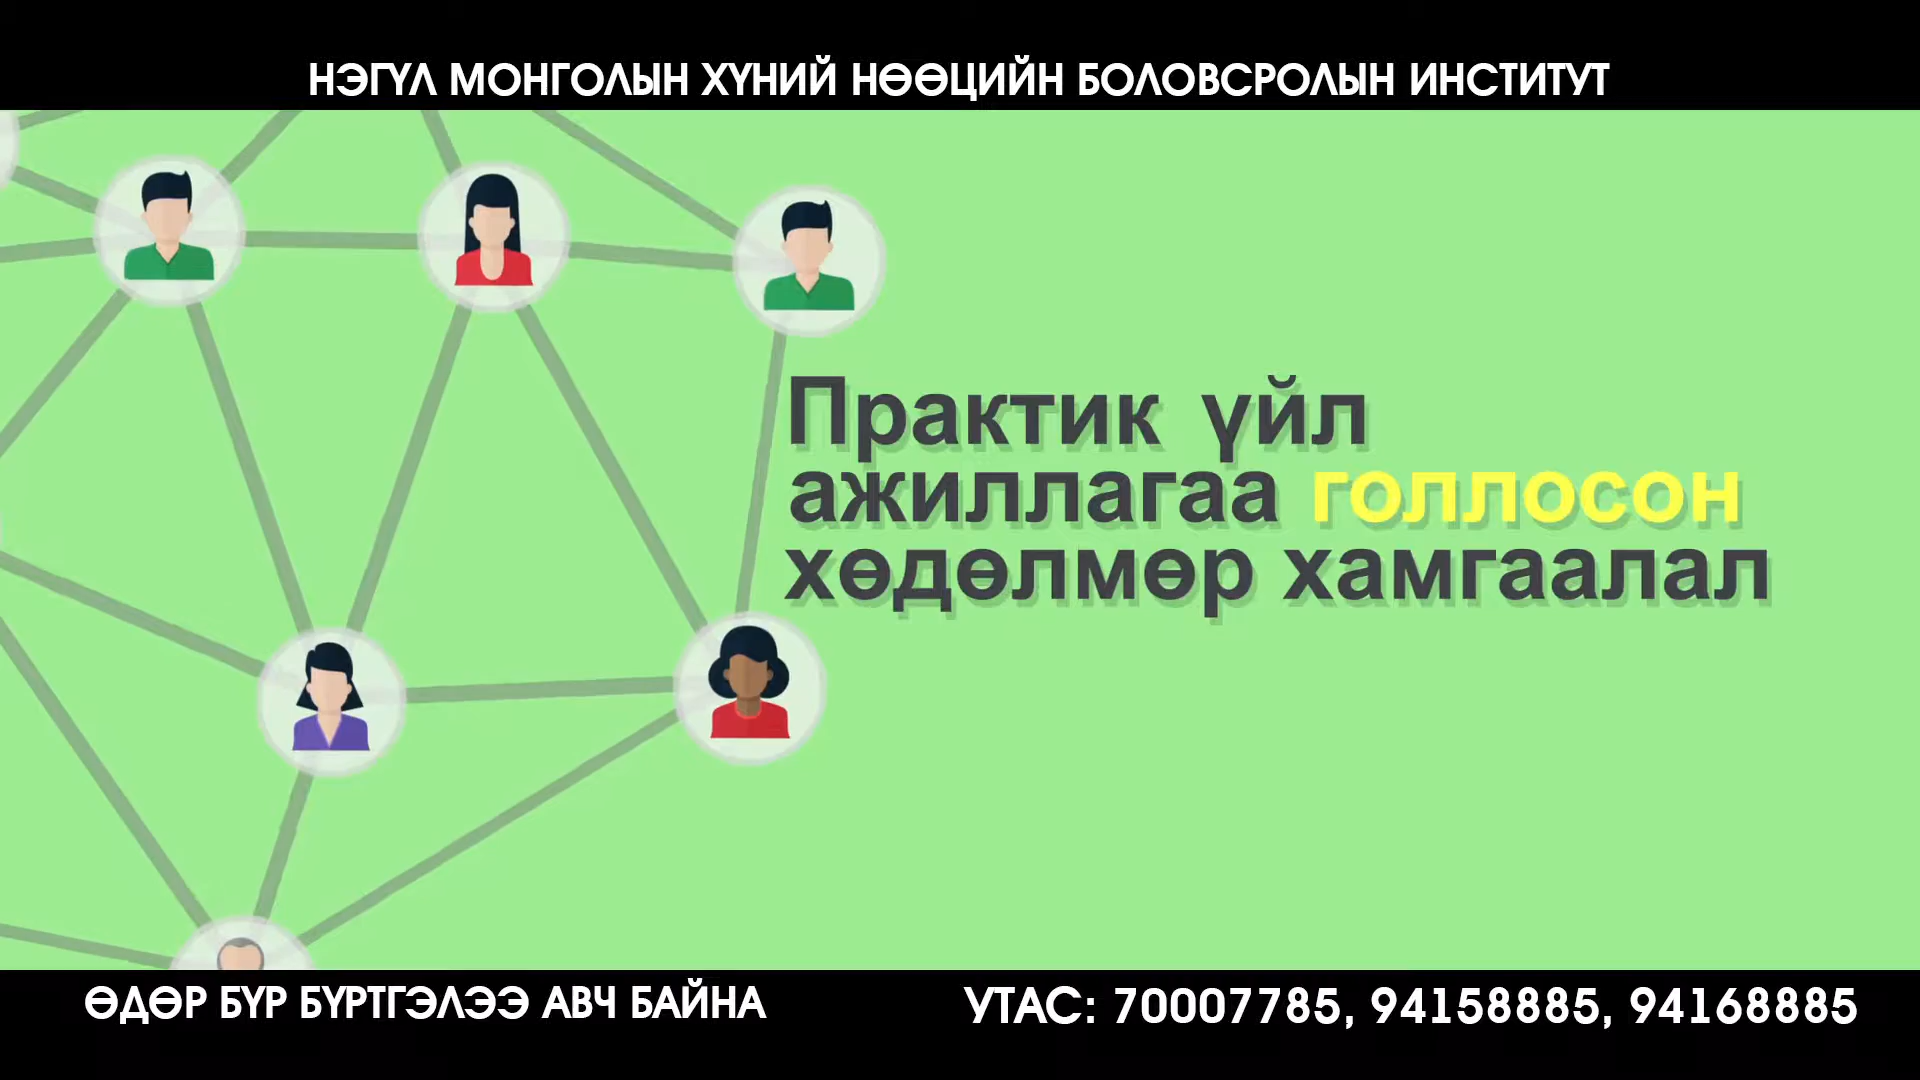 НЭГҮЛ МОНГОЛЫН ХҮНИЙ НӨӨЦИЙН БОЛОВСРОЛЫН ИНСТИТУТ
Практик үйл
ажиллагаа голлосон
хөдөлмөр хамгаалал
ӨДӨР БҮР БҮРТГЭЛЭЭ АВЧ БАЙНА
УТАС: 70007785, 94158885, 94168885